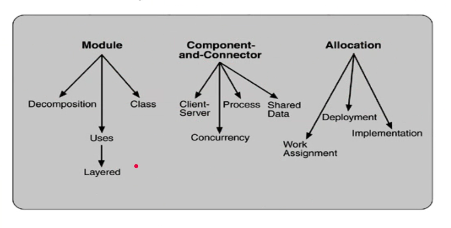 Module
Component-
and-Connector
Allocation
Decomposition
Class
Client-
Server
Process
Shared
Data
Deployment
Uses
Concurrency
Implementation
Work
Assignment
Layered